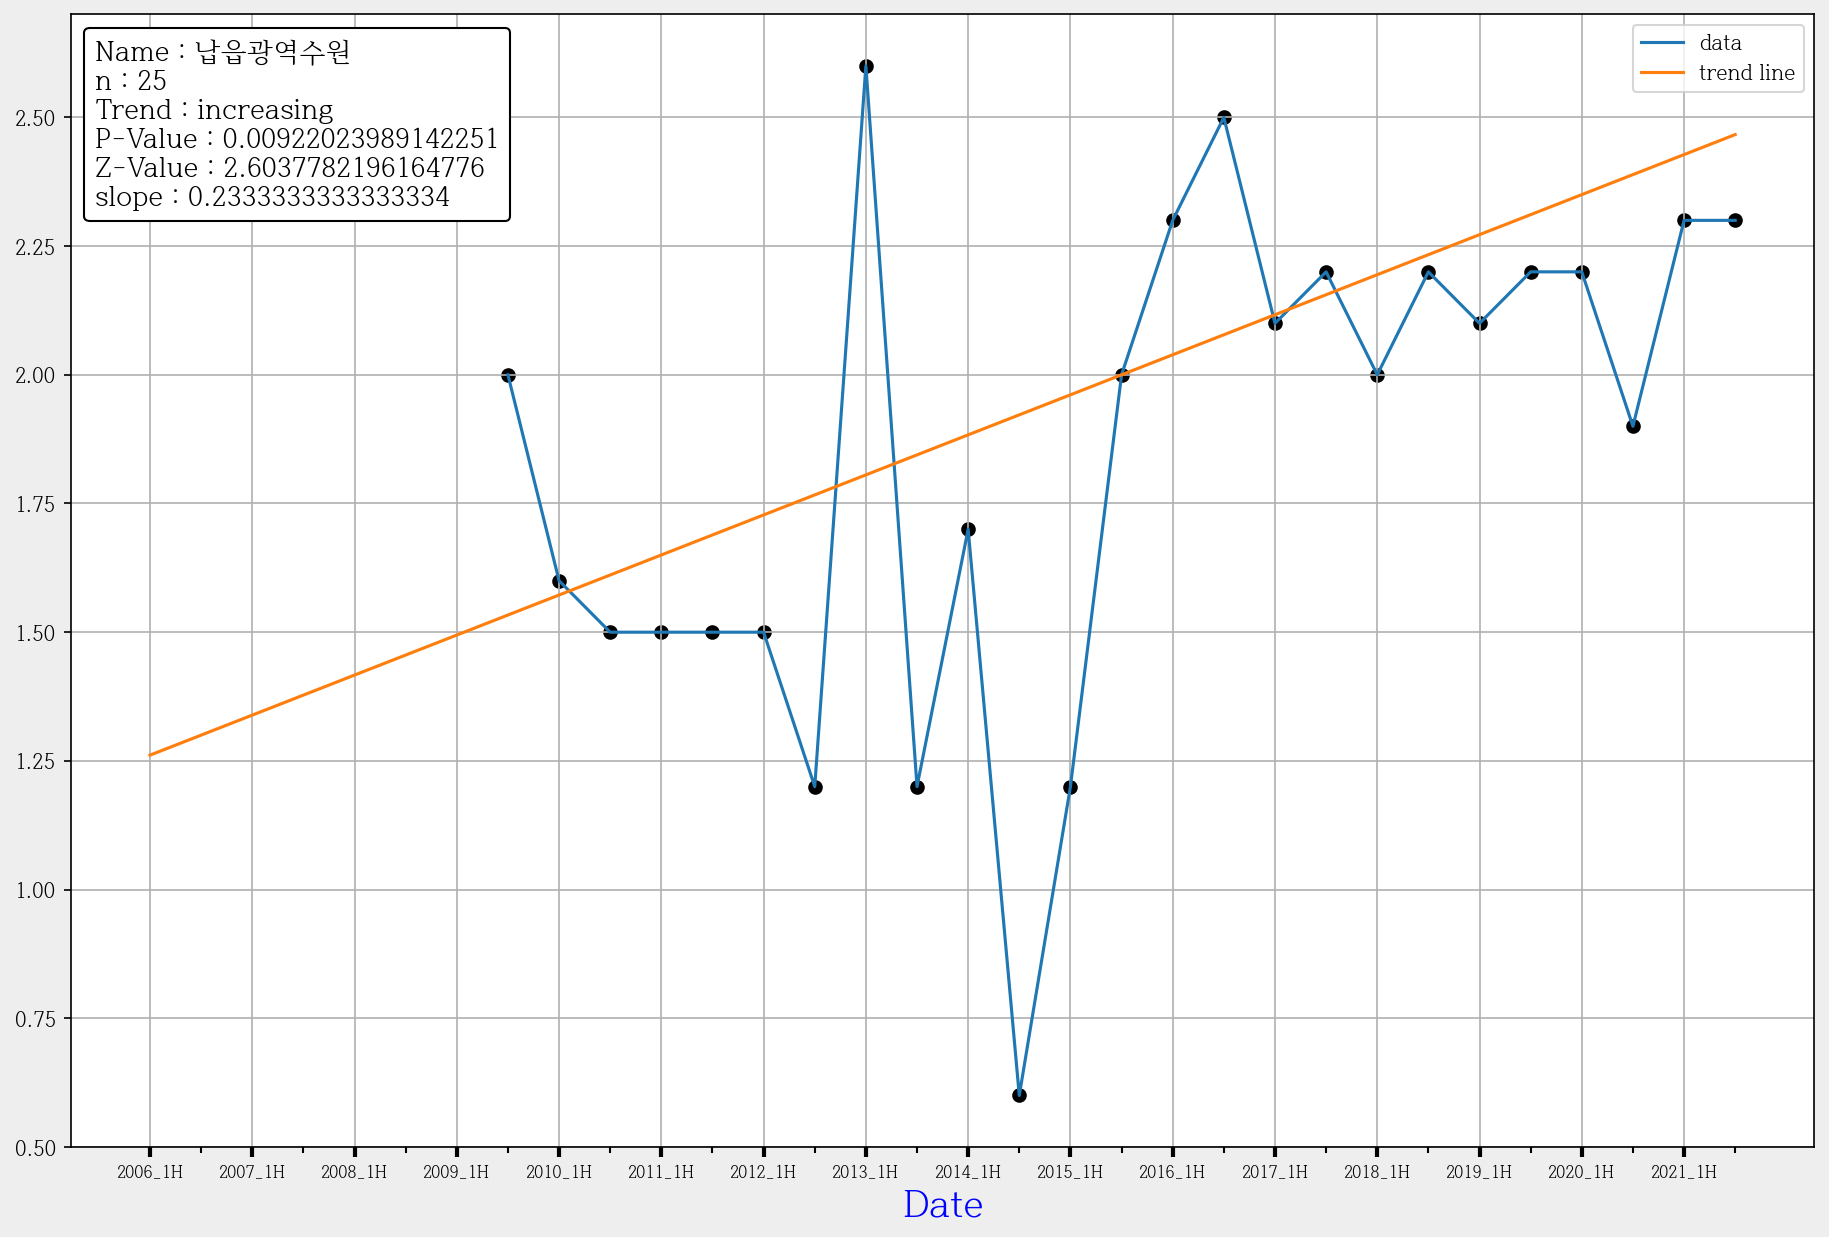 Name : 납읍광역수원
n : 25
Trend : increasing
P-Value : 0.00922023989142251
Z-Value : 2.6037782196164776
slope : 0.2333333333333334
data
trend line
2.50
2.25
2.00
1.75
1.50
1.25
1.00
0.75
0.50
2006_1H 2007_1H 2008_1H 2009_1H 2010_1H 2011_1H 2012_1H 2013_1H 2014_1H 2015_1H 2016_1H 2017_1H 2018_1H 2019_1H 2020_1H 2021_1H
Date